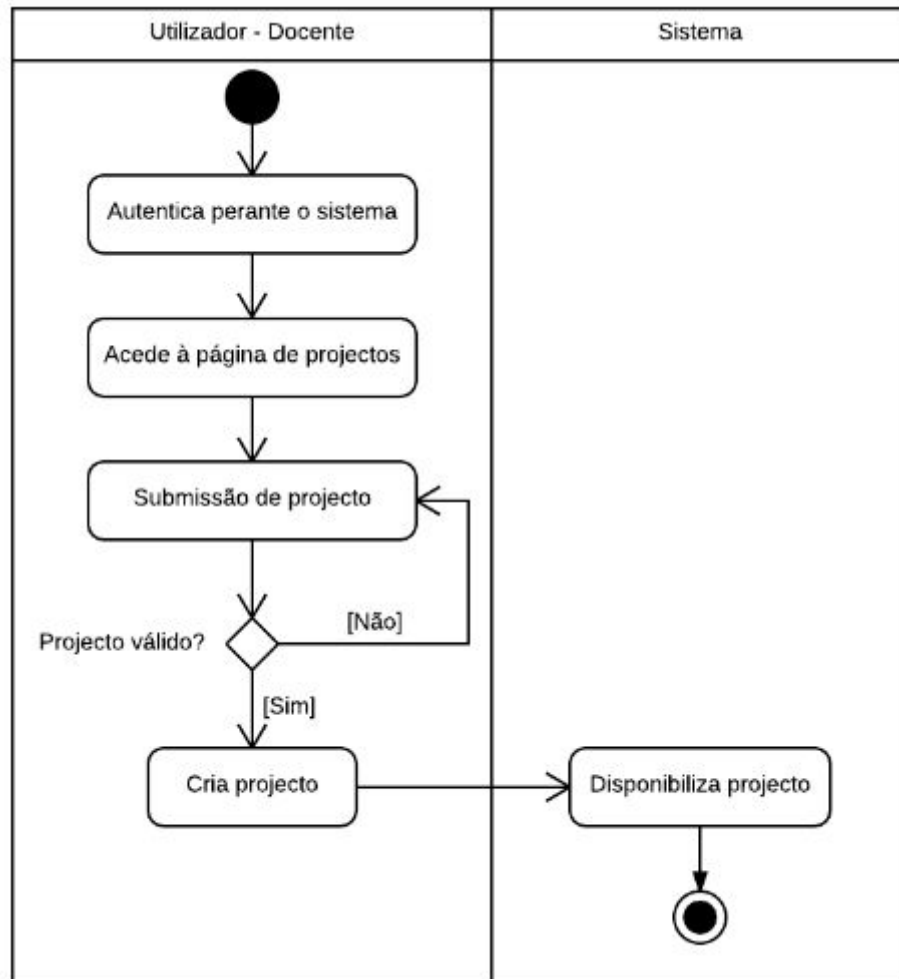 Utilizador - Docente
Sistema
Autentica perante o sistema
Acede à página de projectos
Submissão de projecto
Projecto válido?
[Não]
[Sim]
Cria projecto
Disponibiliza projecto